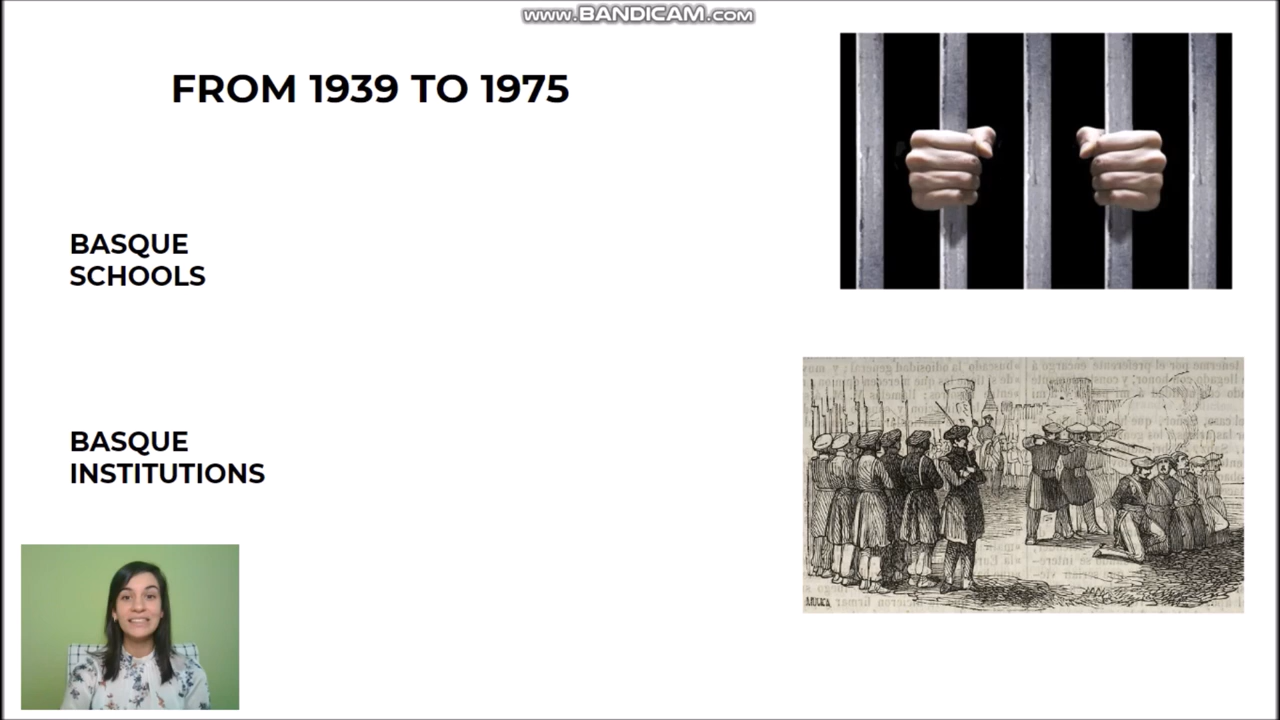 www.BANDICAM.com
FROM 1939 TO 1975
BASQUE
SCHOOLS
BASQUE
INSTITUTIONS